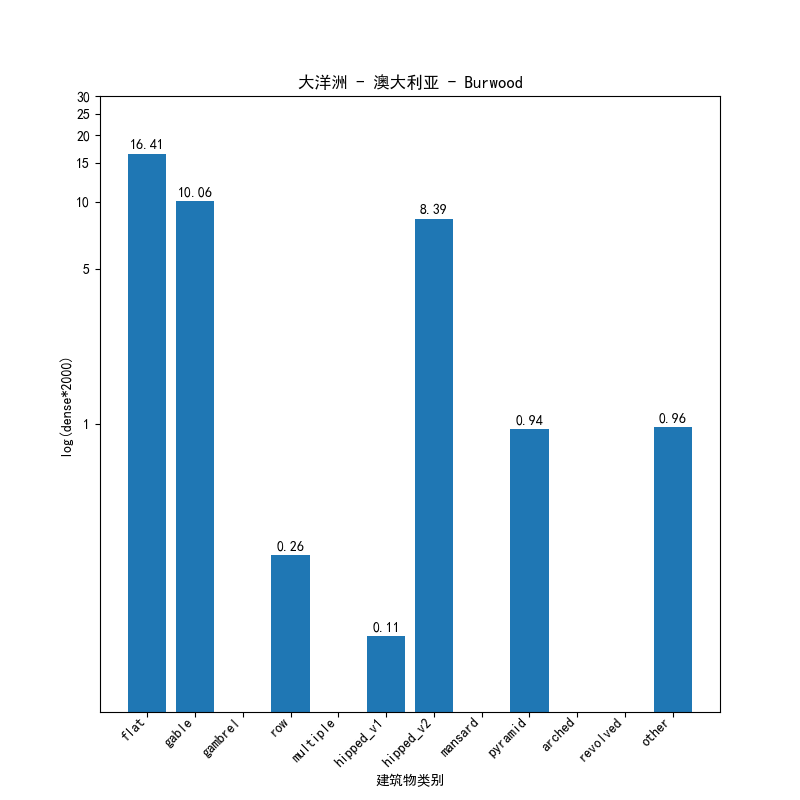 大洋洲 - 澳大利亚 - Burwood
30
25
20
15
10
5
1
log(dense*2000)
16.41
10.06
0.26
0.11
8.39
0.94
0.96
flat
gable
gambrel
row
multiple
hipped_v1
hipped_v2
mansard
pyramid
arched
revolved
other
建筑物类别